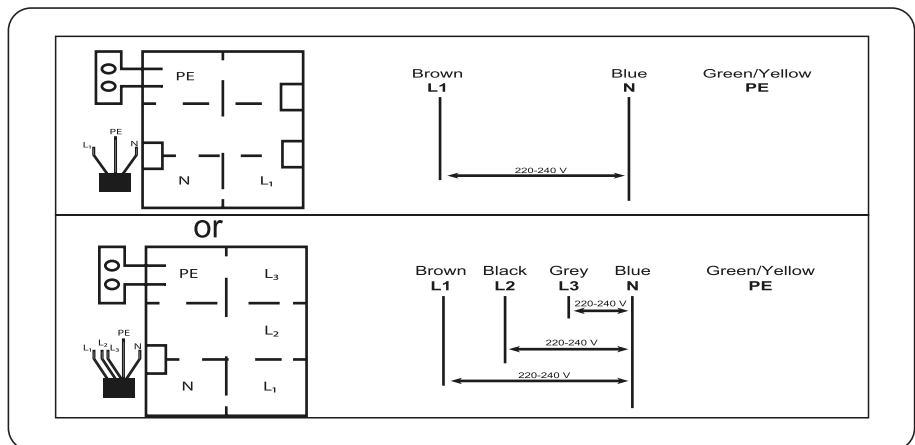 PE
L₁ PE N
N L₁
Brown Blue Green/Yellow
L1 N PE
220-240 V
or
PE L₃
L₂
L₁ L₂ L₃ PE N
N L₁
Brown Black Grey Blue Green/Yellow
L1 L2 L3 N PE
220-240 V
220-240 V
220-240 V